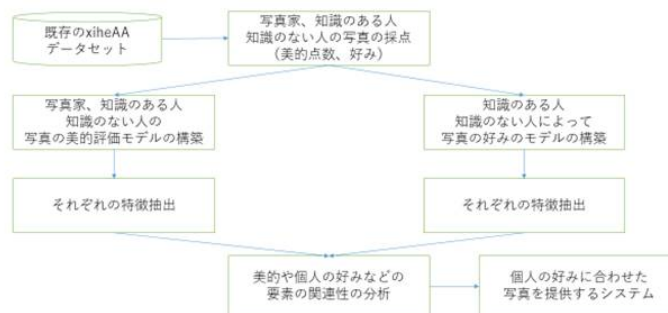 既存のxiheAA
データセット
写真家、知識のある人
知識のない人の写真の採点
（美的点数、好み）
写真家、知識のある人
知識のない人の
写真の美的評価モデルの構築
知識のある人
知識のない人によって
写真の好みのモデルの構築
それぞれの特徴抽出
それぞれの特徴抽出
美的や個人の好みなどの
要素の関連性の分析
個人の好みに合わせた
写真を提供するシステム